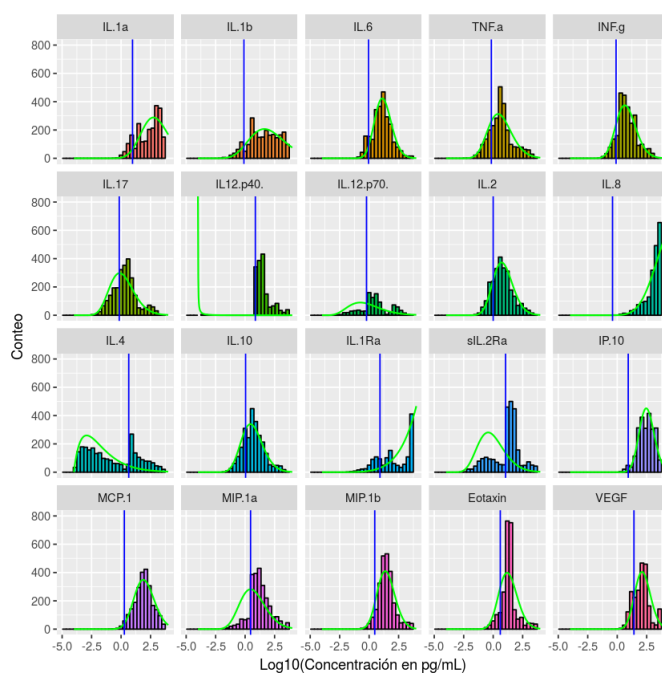 IL.1a IL.1b IL.6 TNF.a INF.g
800
600
400
200
0
IL.17 IL12.p40. IL.12.p70. IL.2 IL.8
800
600
400
200
0
IL.4 IL.10 IL.1Ra sIL.2Ra IP.10
800
600
400
200
0
MCP.1 MIP.1a MIP.1b Eotaxin VEGF
800
600
400
200
0
-5.0 -2.5 0.0 2.5 -5.0 -2.5 0.0 2.5 -5.0 -2.5 0.0 2.5 -5.0 -2.5 0.0 2.5 -5.0 -2.5 0.0 2.5
Conteo
Log10(Concentración en pg/mL)